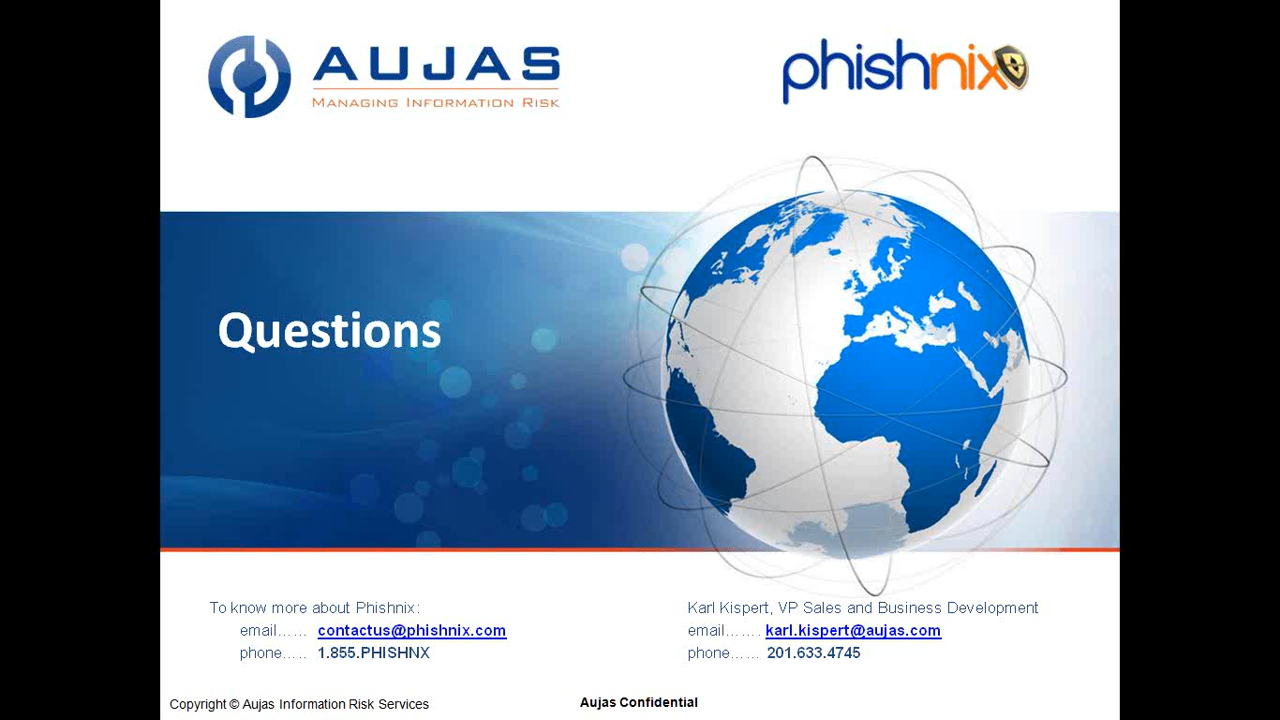 AUJAS
MANAGING INFORMATION RISK
phishnix
Questions
To know more about Phishnix:
email…… contactus@phishnix.com
phone….. 1.855.PHISHNX
Karl Kispert, VP Sales and Business Development
email……. karl.kispert@aujas.com
phone…… 201.633.4745
Copyright © Aujas Information Risk Services
Aujas Confidential